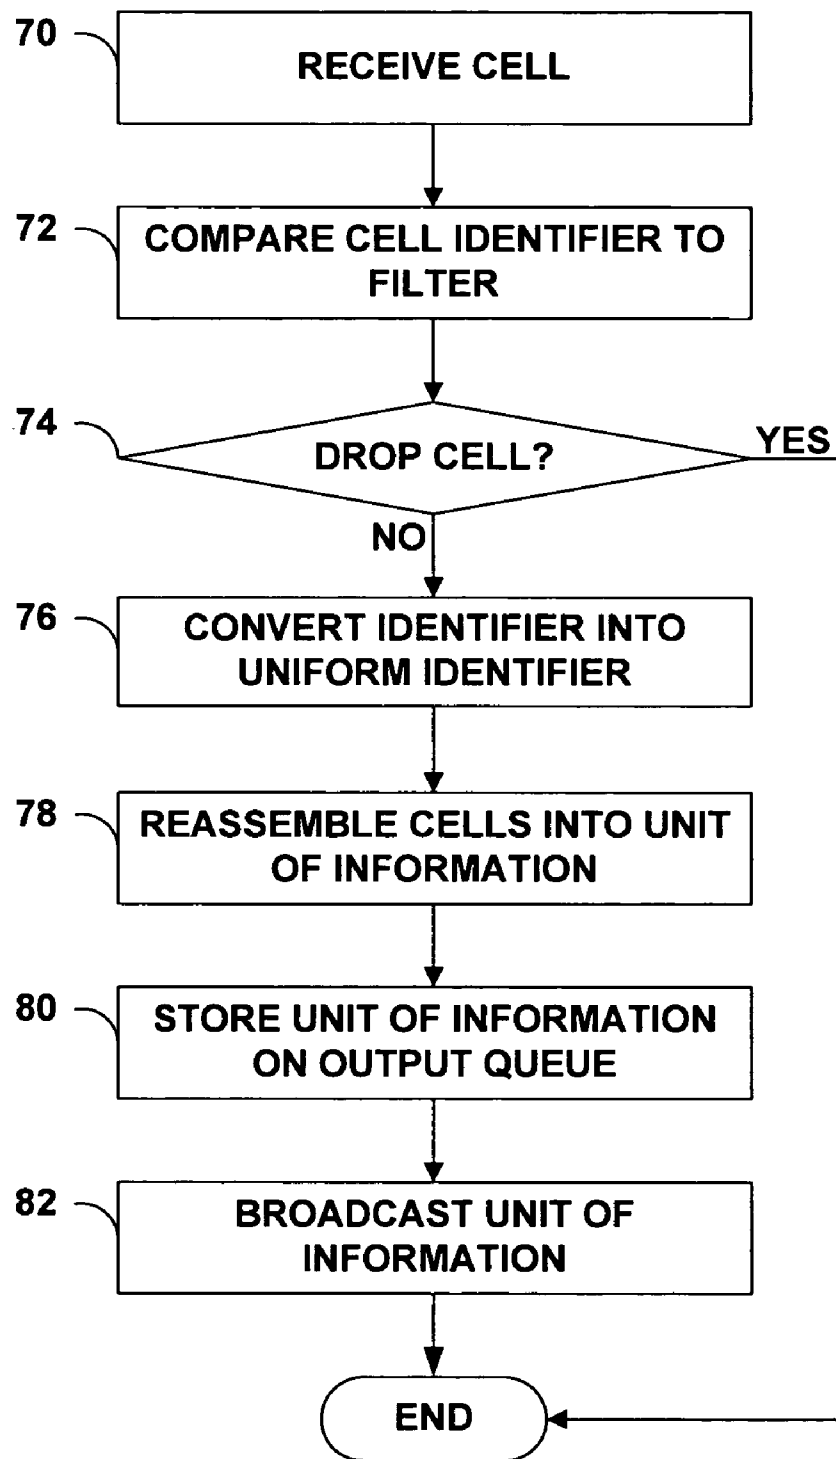 70
RECEIVE CELL
72
COMPARE CELL IDENTIFIER TO
FILTER
74
DROP CELL?
YES
NO
76
CONVERT IDENTIFIER INTO
UNIFORM IDENTIFIER
78
REASSEMBLE CELLS INTO UNIT
OF INFORMATION
80
STORE UNIT OF INFORMATION
ON OUTPUT QUEUE
82
BROADCAST UNIT OF
INFORMATION
END